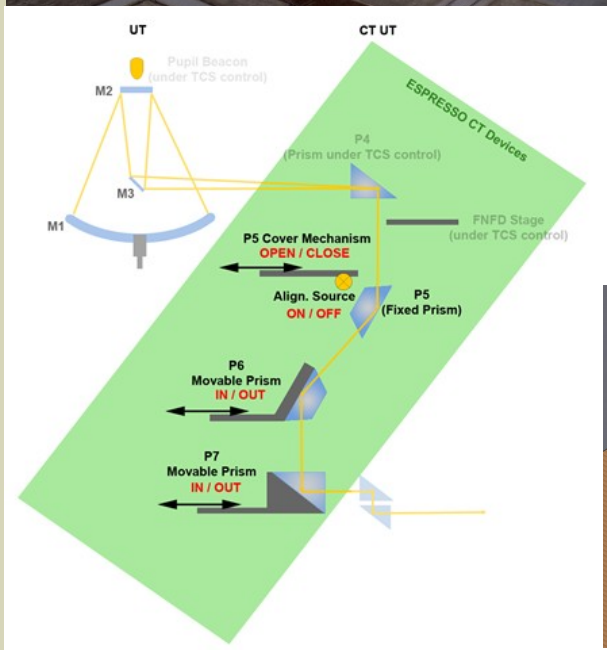 UT
CT UT
Pupil Beacon
(under TCS control)
M2
ESPRESSO CT Devices
P4
(Prism under TCS control)
M3
M1
FNFD Stage
(under TCS control)
P5 Cover Mechanism
OPEN / CLOSE
Align. Source
ON / OFF
P5
(Fixed Prism)
P6
Movable Prism
IN / OUT
P7
Movable Prism
IN / OUT